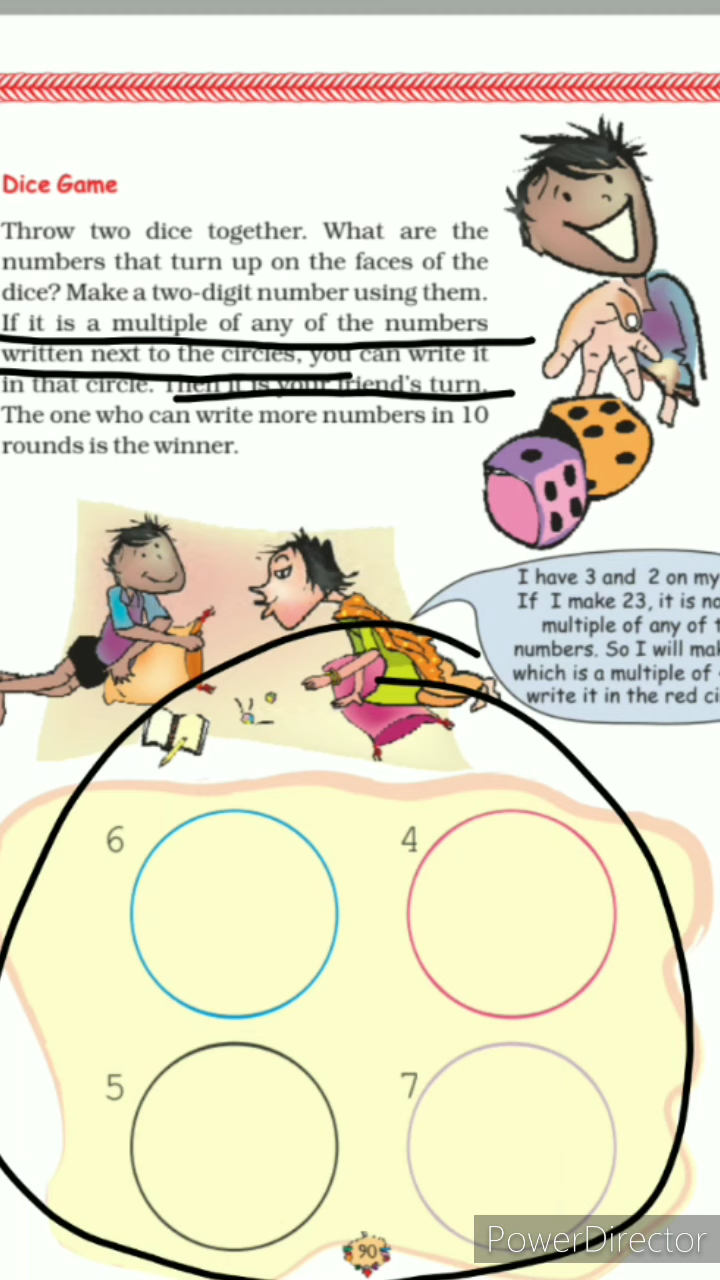 Dice Game
Throw two dice together. What are the
numbers that turn up on the faces of the
dice? Make a two-digit number using them.
If it is a multiple of any of the numbers
written next to the circles, you can write it
in that circle. Then it is your friend's turn.
The one who can write more numbers in 10
rounds is the winner.
I have 3 and 2 on my
If I make 23, it is
multiple of any of
numbers. So I will
which is a multiple of
write it in the red
6
4
5
7
90
PowerDirector